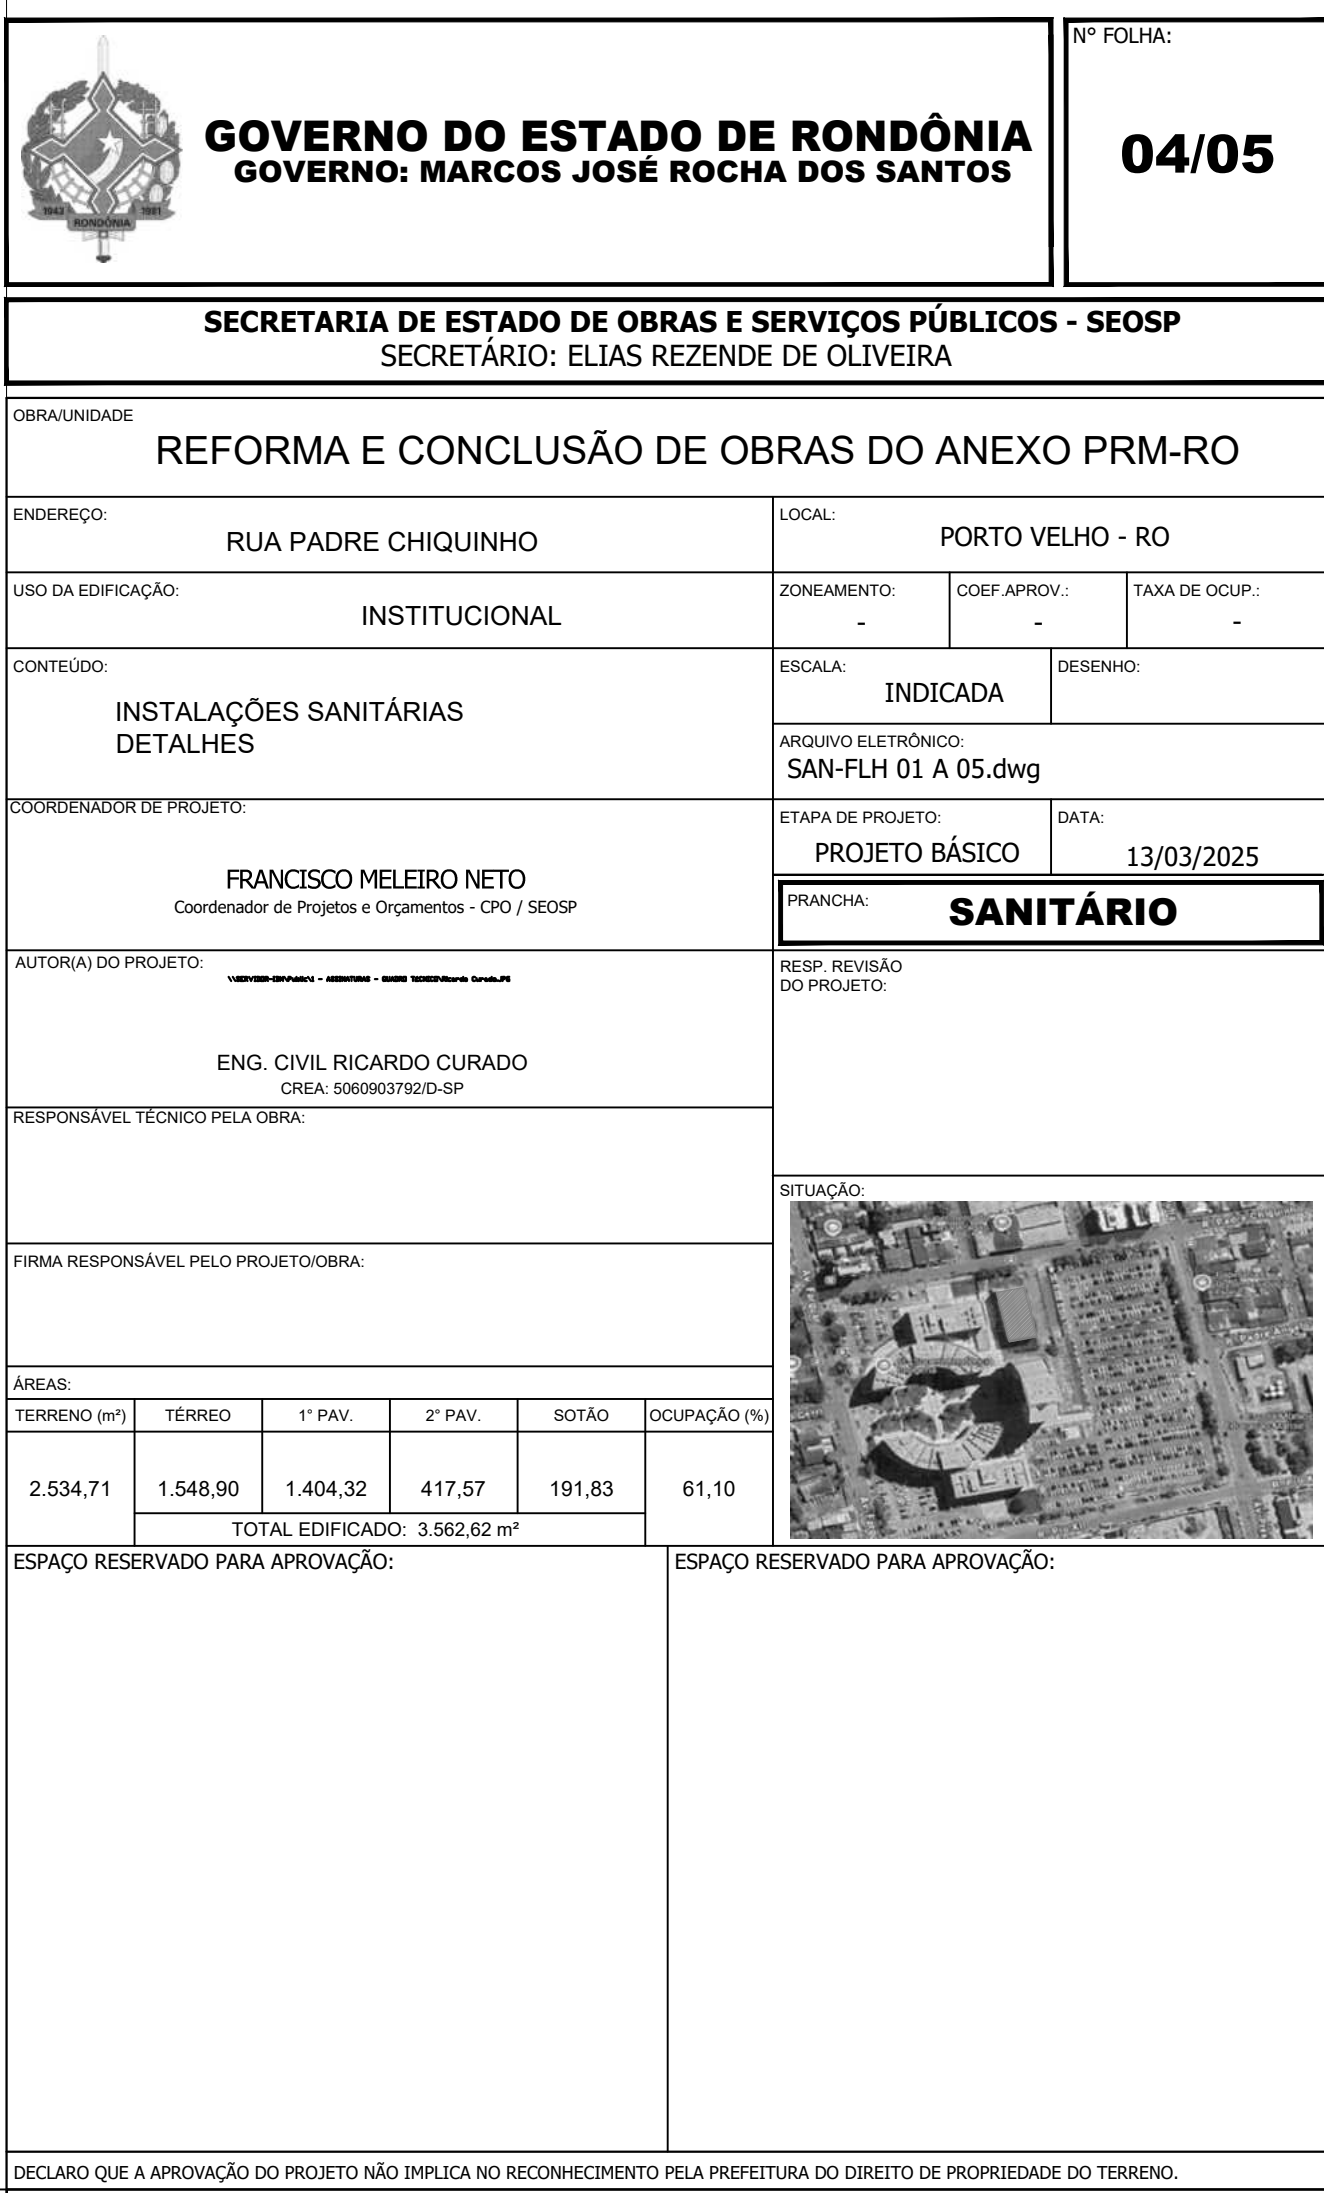 N° FOLHA:
1943
1981
RONDÔNIA
GOVERNO DO ESTADO DE RONDÔNIA
GOVERNO: MARCOS JOSÉ ROCHA DOS SANTOS
04/05
SECRETARIA DE ESTADO DE OBRAS E SERVIÇOS PÚBLICOS - SEOSP
SECRETÁRIO: ELIAS REZENDE DE OLIVEIRA
OBRA/UNIDADE
REFORMA E CONCLUSÃO DE OBRAS DO ANEXO PRM-RO
ENDEREÇO:
RUA PADRE CHIQUINHO
LOCAL:
PORTO VELHO - RO
USO DA EDIFICAÇÃO:
INSTITUCIONAL
ZONEAMENTO:
-
COEF.APROV.:
-
TAXA DE OCUP.:
-
CONTEÚDO:
INSTALAÇÕES SANITÁRIAS
DETALHES
ESCALA:
INDICADA
DESENHO:
ARQUIVO ELETRÔNICO:
SAN-FLH 01 A 05.dwg
COORDENADOR DE PROJETO:
FRANCISCO MELEIRO NETO
Coordenador de Projetos e Orçamentos - CPO / SEOSP
ETAPA DE PROJETO:
PROJETO BÁSICO
DATA:
13/03/2025
PRANCHA:
SANITÁRIO
AUTOR(A) DO PROJETO:
ENG. CIVIL RICARDO CURADO
CREA: 5060903792/D-SP
RESP. REVISÃO
DO PROJETO:
RESPONSÁVEL TÉCNICO PELA OBRA:
SITUAÇÃO:
FIRMA RESPONSÁVEL PELO PROJETO/OBRA:
ÁREAS:
TERRENO (m²) TÉRREO 1° PAV. 2° PAV. SOTÃO OCUPAÇÃO (%)
2.534,71 1.548,90 1.404,32 417,57 191,83 61,10
TOTAL EDIFICADO: 3.562,62 m²
ESPAÇO RESERVADO PARA APROVAÇÃO:
ESPAÇO RESERVADO PARA APROVAÇÃO:
DECLARO QUE A APROVAÇÃO DO PROJETO NÃO IMPLICA NO RECONHECIMENTO PELA PREFEITURA DO DIREITO DE PROPRIEDADE DO TERRENO.